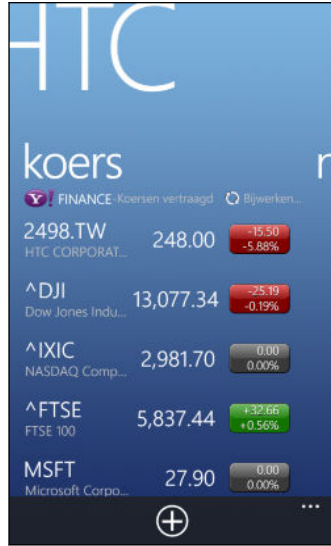 HTC
koers
Y! FINANCE-Koersen vertraagd Bijwerken...
2498.TW 248.00 -15.50
HTC CORPORAT... -5.88%
^DJI 13,077.34 -25.19
Dow Jones Indu... -0.19%
^IXIC 2,981.70 0.00
NASDAQ Comp... 0.00%
^FTSE 5,837.44 +32.66
FTSE 100 +0.56%
MSFT 27.90 0.00
Microsoft Corpo... 0.00%